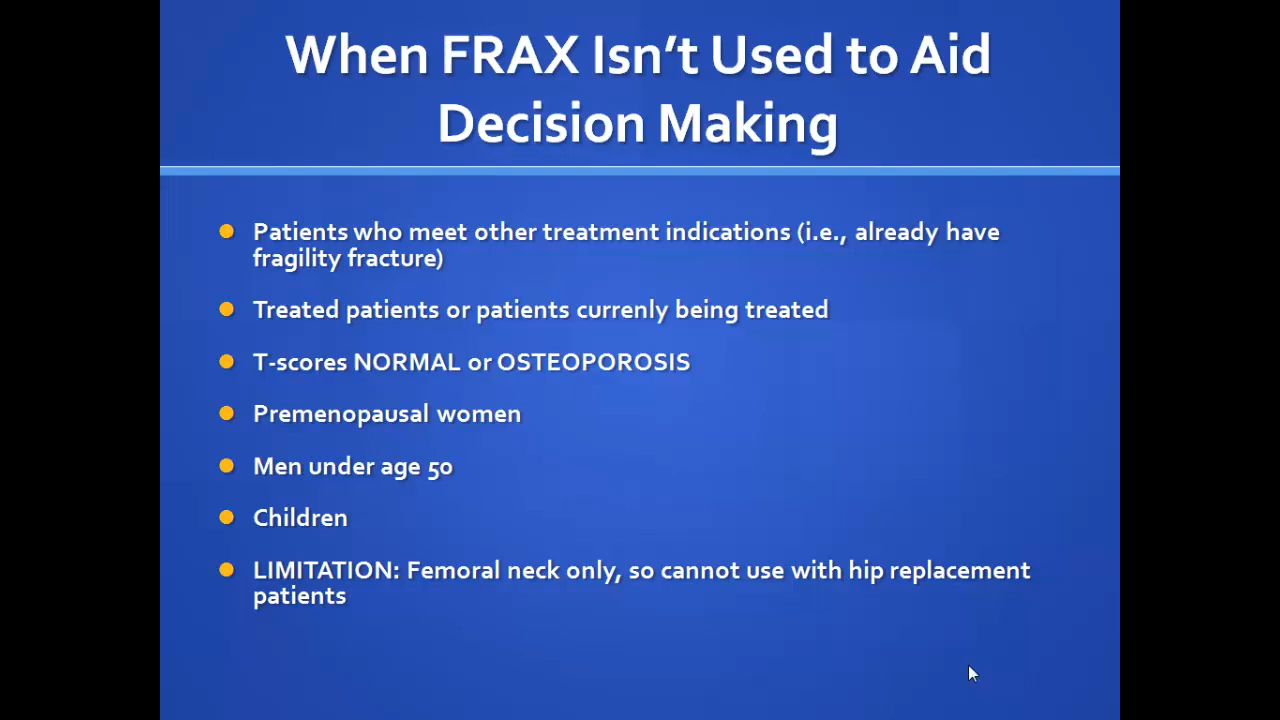 When FRAX Isn't Used to Aid
Decision Making
Patients who meet other treatment indications (i.e., already have
fragility fracture)
Treated patients or patients currenly being treated
T-scores NORMAL or OSTEOPOROSIS
Premenopausal women
Men under age 50
Children
LIMITATION: Femoral neck only, so cannot use with hip replacement
patients